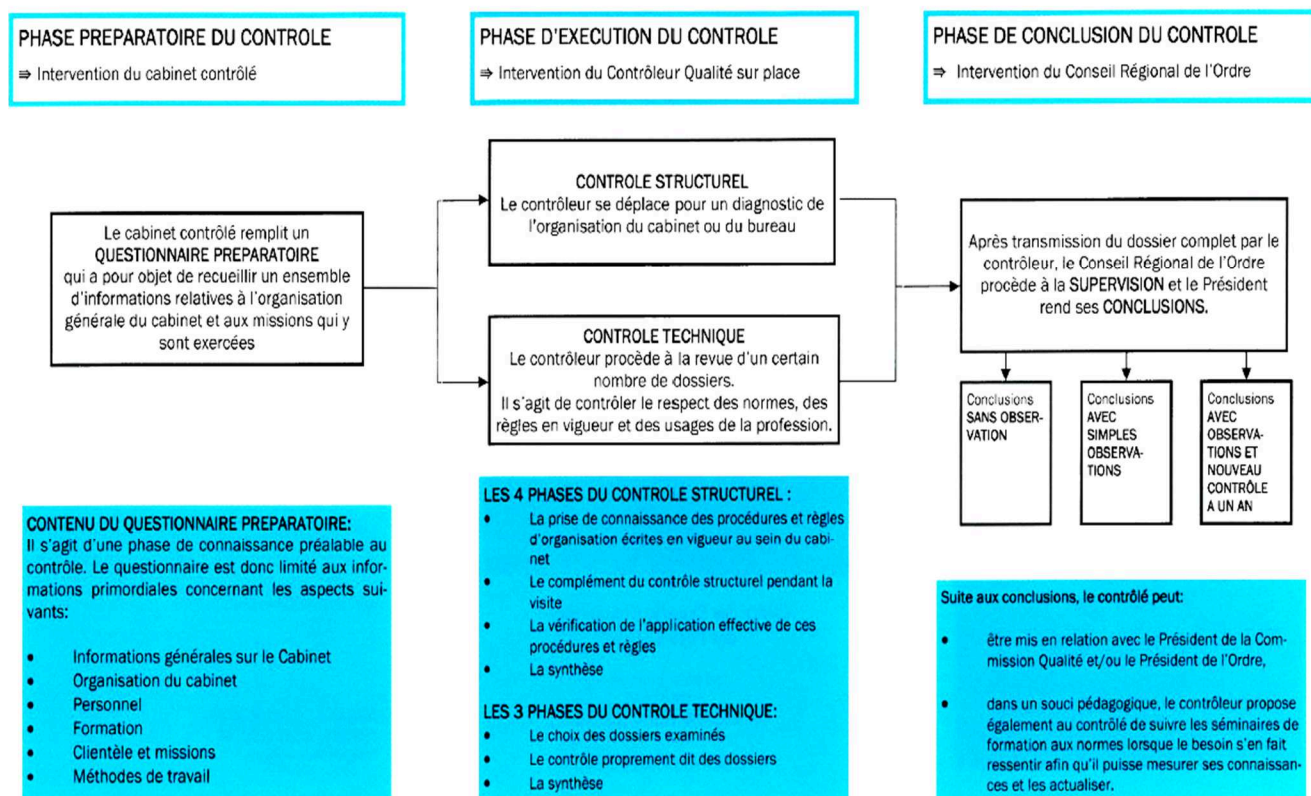 PHASE PREPARATOIRE DU CONTROLE
⇛ Intervention du cabinet contrôlé
PHASE D'EXECUTION DU CONTROLE
⇛ Intervention du Contrôleur Qualité sur place
PHASE DE CONCLUSION DU CONTROLE
⇛ Intervention du Conseil Régional de l'Ordre
Le cabinet contrôlé remplit un
QUESTIONNAIRE PREPARATOIRE
qui a pour objet de recueillir un ensemble
d'informations relatives à l'organisation
générale du cabinet et aux missions qui y
sont exercées
CONTROLE STRUCTUREL
Le contrôleur se déplace pour un diagnostic de
l'organisation du cabinet ou du bureau
CONTROLE TECHNIQUE
Le contrôleur procède à la revue d'un certain
nombre de dossiers.
Il s'agit de contrôler le respect des normes, des
règles en vigueur et des usages de la profession.
Après transmission du dossier complet par le
contrôleur, le Conseil Régional de l'Ordre
procède à la SUPERVISION et le Président
rend ses CONCLUSIONS.
Conclusions
SANS OBSER-
VATION
Conclusions
AVEC
SIMPLES
OBSERVA-
TIONS
Conclusions
AVEC
OBSERVA-
TIONS ET
NOUVEAU
CONTRÔLE
A UN AN
CONTENU DU QUESTIONNAIRE PREPARATOIRE:
Il s'agit d'une phase de connaissance préalable au
contrôle. Le questionnaire est donc limité aux infor-
mations primordiales concernant les aspects sui-
vants:
• Informations générales sur le Cabinet
• Organisation du cabinet
• Personnel
• Formation
• Clientèle et missions
• Méthodes de travail
LES 4 PHASES DU CONTROLE STRUCTUREL :
• La prise de connaissance des procédures et règles
d'organisation écrites en vigueur au sein du cabi-
net
• Le complément du contrôle structurel pendant la
visite
• La vérification de l'application effective de ces
procédures et règles
• La synthèse
LES 3 PHASES DU CONTROLE TECHNIQUE:
• Le choix des dossiers examinés
• Le contrôle proprement dit des dossiers
• La synthèse
Suite aux conclusions, le contrôlé peut:
• être mis en relation avec le Président de la Com-
mission Qualité et/ou le Président de l'Ordre,
• dans un souci pédagogique, le contrôleur propose
également au contrôlé de suivre les séminaires de
formation aux normes lorsque le besoin s'en fait
ressentir afin qu'il puisse mesurer ses connaissan-
ces et les actualiser.